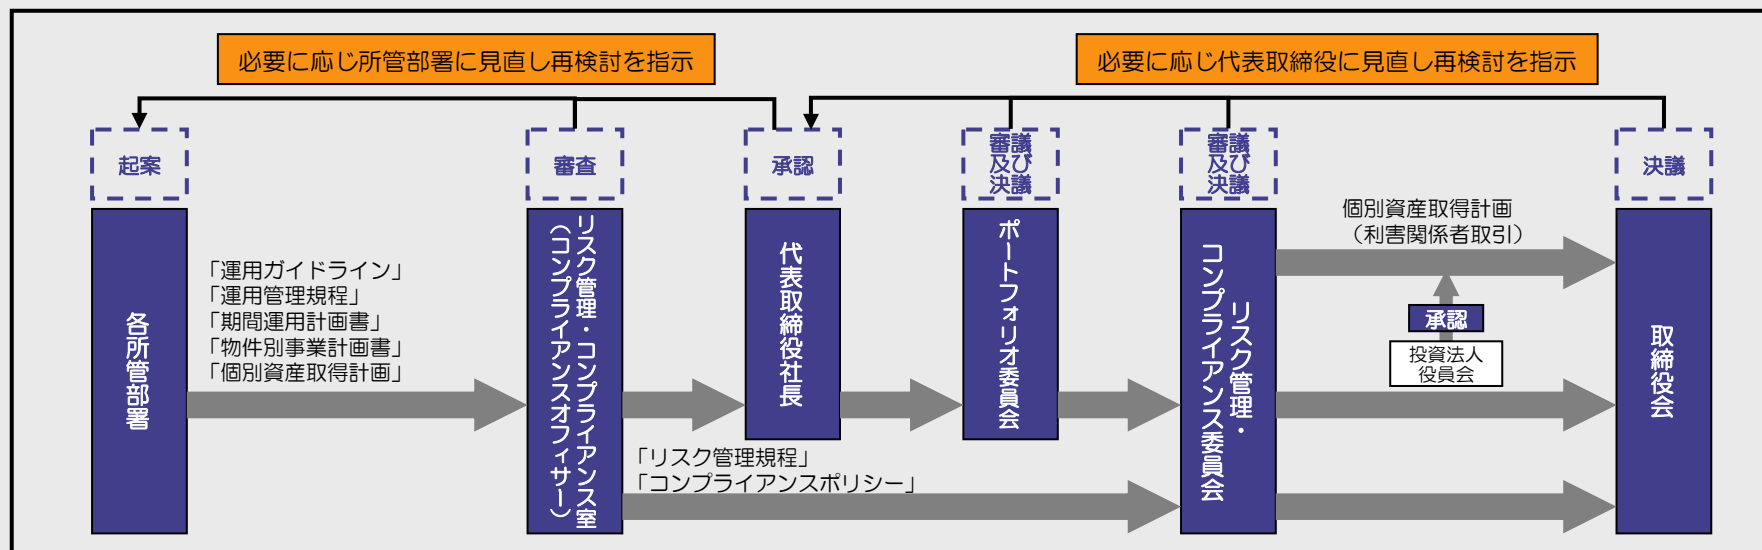 必要に応じ所管部署に見直し再検討を指示
必要に応じ代表取締役に見直し再検討を指示
起案
審査
承認
審議
及び
決議
審議
及び
決議
決議
各所管部署
「運用ガイドライン」
「運用管理規程」
「期間運用計画書」
「物件別事業計画書」
「個別資産取得計画」
リスク管理・コンプライアンス室
（コンプライアンスオフィサー）
代表取締役社長
ポートフォリオ委員会
「リスク管理規程」
「コンプライアンスポリシー」
リスク管理・
コンプライアンス委員会
個別資産取得計画
（利害関係者取引）
承認
投資法人
役員会
取締役会